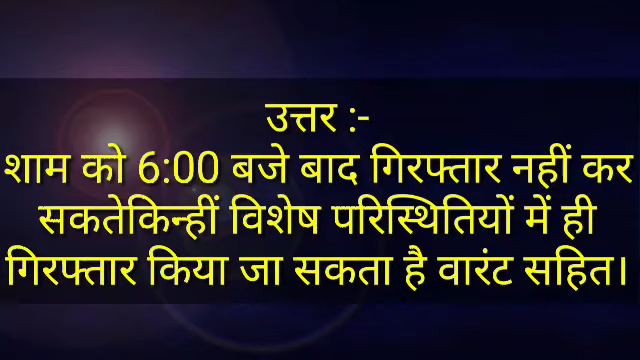 उत्तर :-
शाम को 6:00 बजे बाद गिरफ्तार नहीं कर
सकतेकिन्हीं विशेष परिस्थितियों में ही
गिरफ्तार किया जा सकता है वारंट सहित।